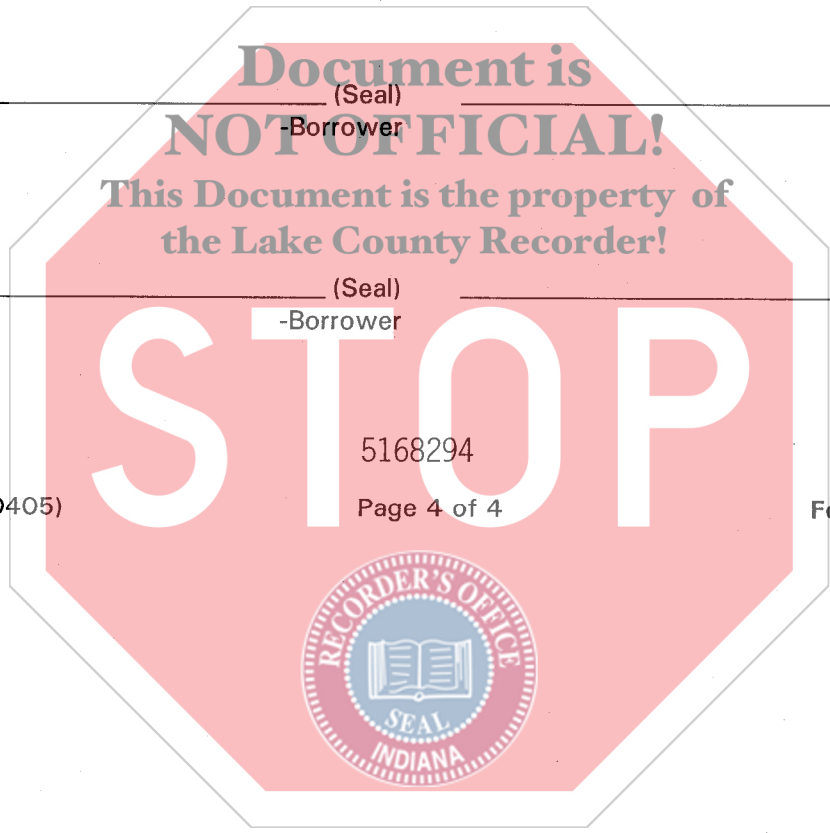 Document is
(Seal)
-Borrower
NOT OFFICIAL!
This Document is the property of
the Lake County Recorder!
(Seal)
-Borrower
STOP
5168294
0405)
Page 4 of 4
RECORDER'S OFFICE
SEAL
INDIANA